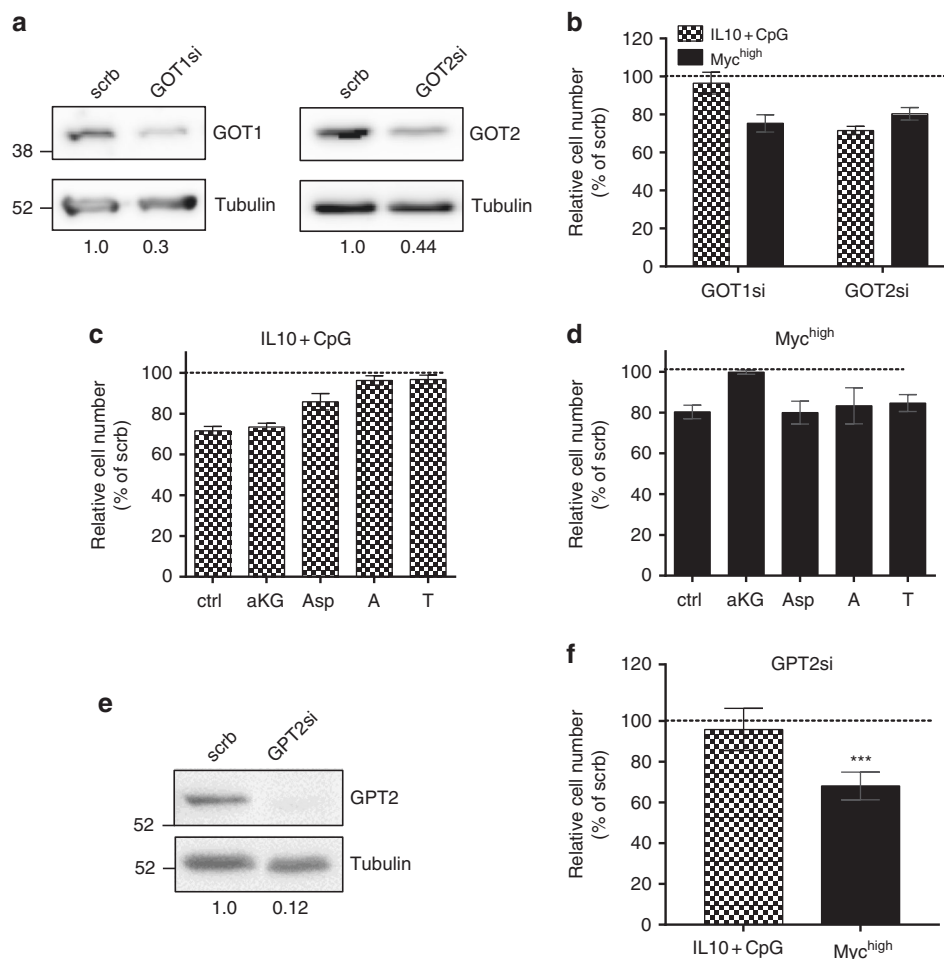 a
scrb GOT1si
GOT1
38
Tubulin
52
1.0 0.3
scrb GOT2si
GOT2
Tubulin
1.0 0.44
b
IL10 + CpG
Myc^high
Relative cell number
(% of scrb)
120
100
80
60
40
20
0
GOT1si GOT2si
c
IL10 + CpG
Relative cell number
(% of scrb)
100
80
60
40
20
0
ctrl aKG Asp A T
d
Myc^high
Relative cell number
(% of scrb)
100
80
60
40
20
0
ctrl aKG Asp A T
e
scrb GPT2si
GPT2
52
52
Tubulin
1.0 0.12
f
GPT2si
Relative cell number
(% of scrb)
120
100
80
60
40
20
0
***
IL10 + CpG Myc^high